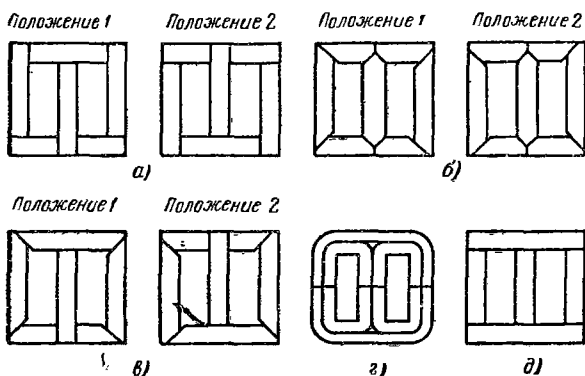 Положение 1 Положение 2 Положение 1 Положение 2
а) б)
Положение 1 Положение 2
в) г) д)